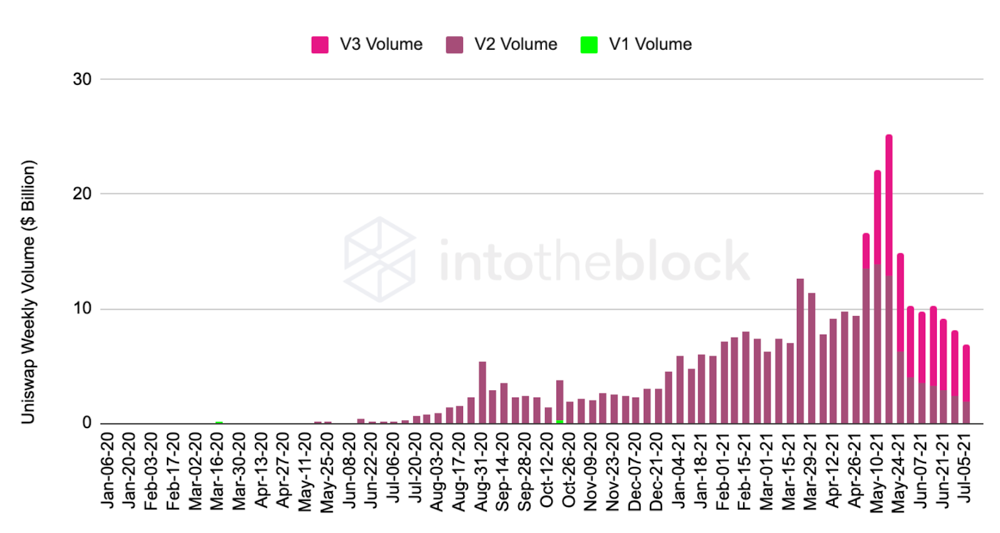 V3 Volume V2 Volume V1 Volume
30
20
10
0
Uniswap Weekly Volume ($ Billion)
intotheblock
Jan-06-20
Jan-20-20
Feb-03-20
Feb-17-20
Mar-02-20
Mar-16-20
Mar-30-20
Apr-13-20
Apr-27-20
May-11-20
May-25-20
Jun-08-20
Jun-22-20
Jul-06-20
Jul-20-20
Aug-03-20
Aug-17-20
Aug-31-20
Sep-14-20
Sep-28-20
Oct-12-20
Oct-26-20
Nov-09-20
Nov-23-20
Dec-07-20
Dec-21-20
Jan-04-21
Jan-18-21
Feb-01-21
Feb-15-21
Mar-01-21
Mar-15-21
Mar-29-21
Apr-12-21
Apr-26-21
May-10-21
May-24-21
Jun-07-21
Jun-21-21
Jul-05-21